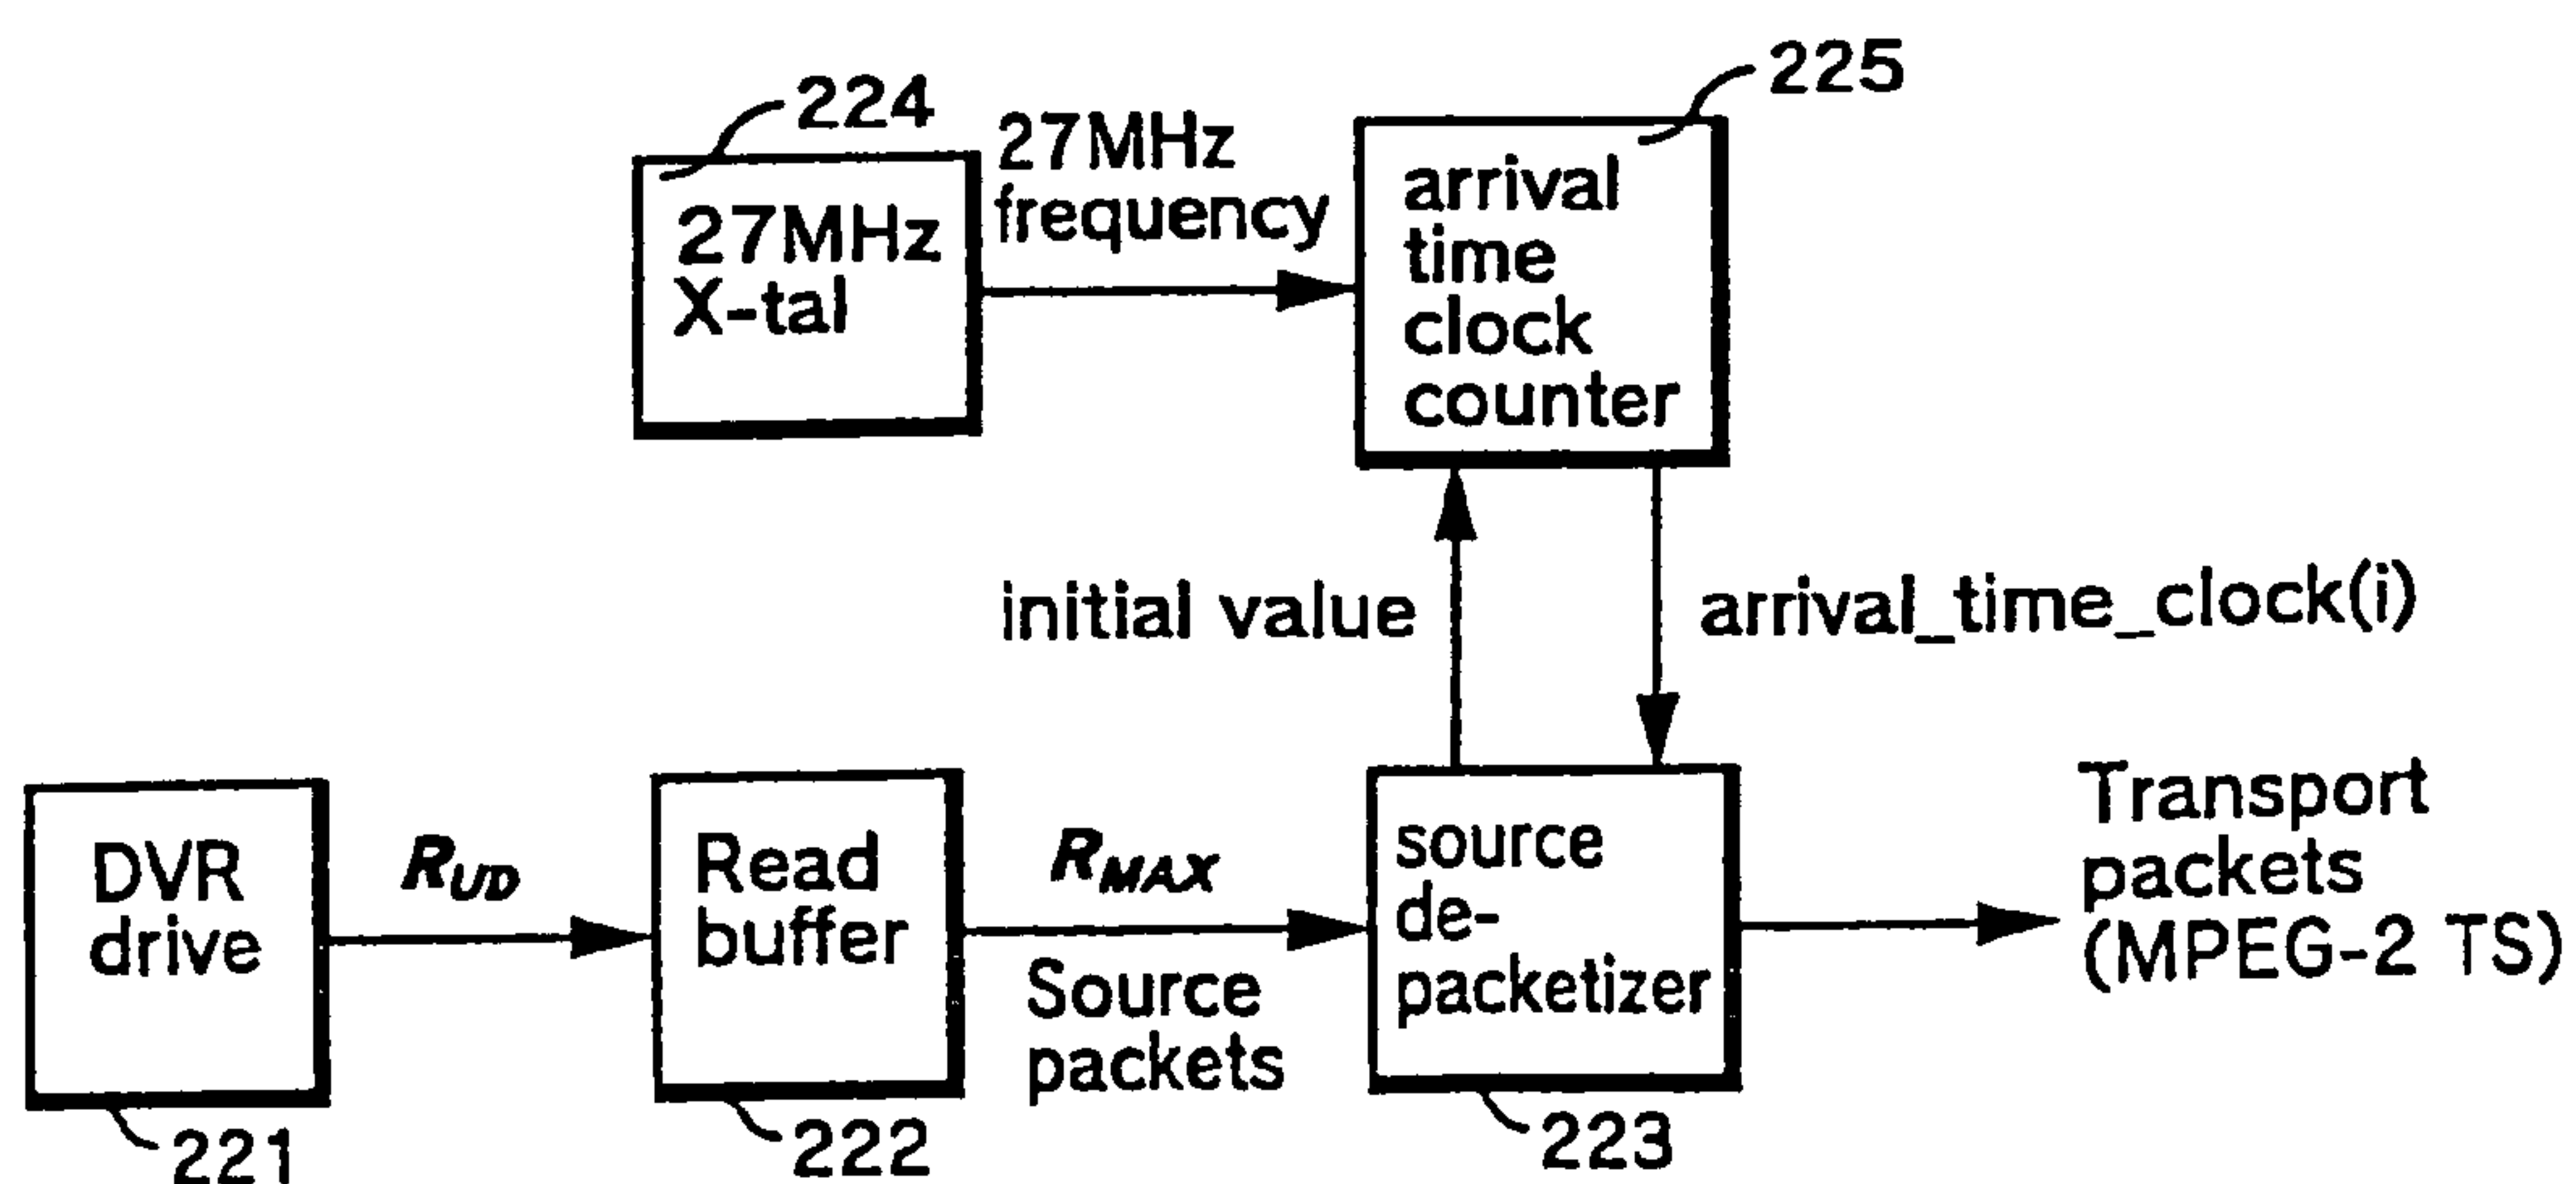 224
27MHz
X-tal
27MHz
frequency
225
arrival
time
clock
counter
initial value
arrival_time_clock(i)
DVR
drive
221
R_UD
Read
buffer
222
R_MAX
Source
packets
source
de-
packetizer
223
Transport
packets
(MPEG-2 TS)